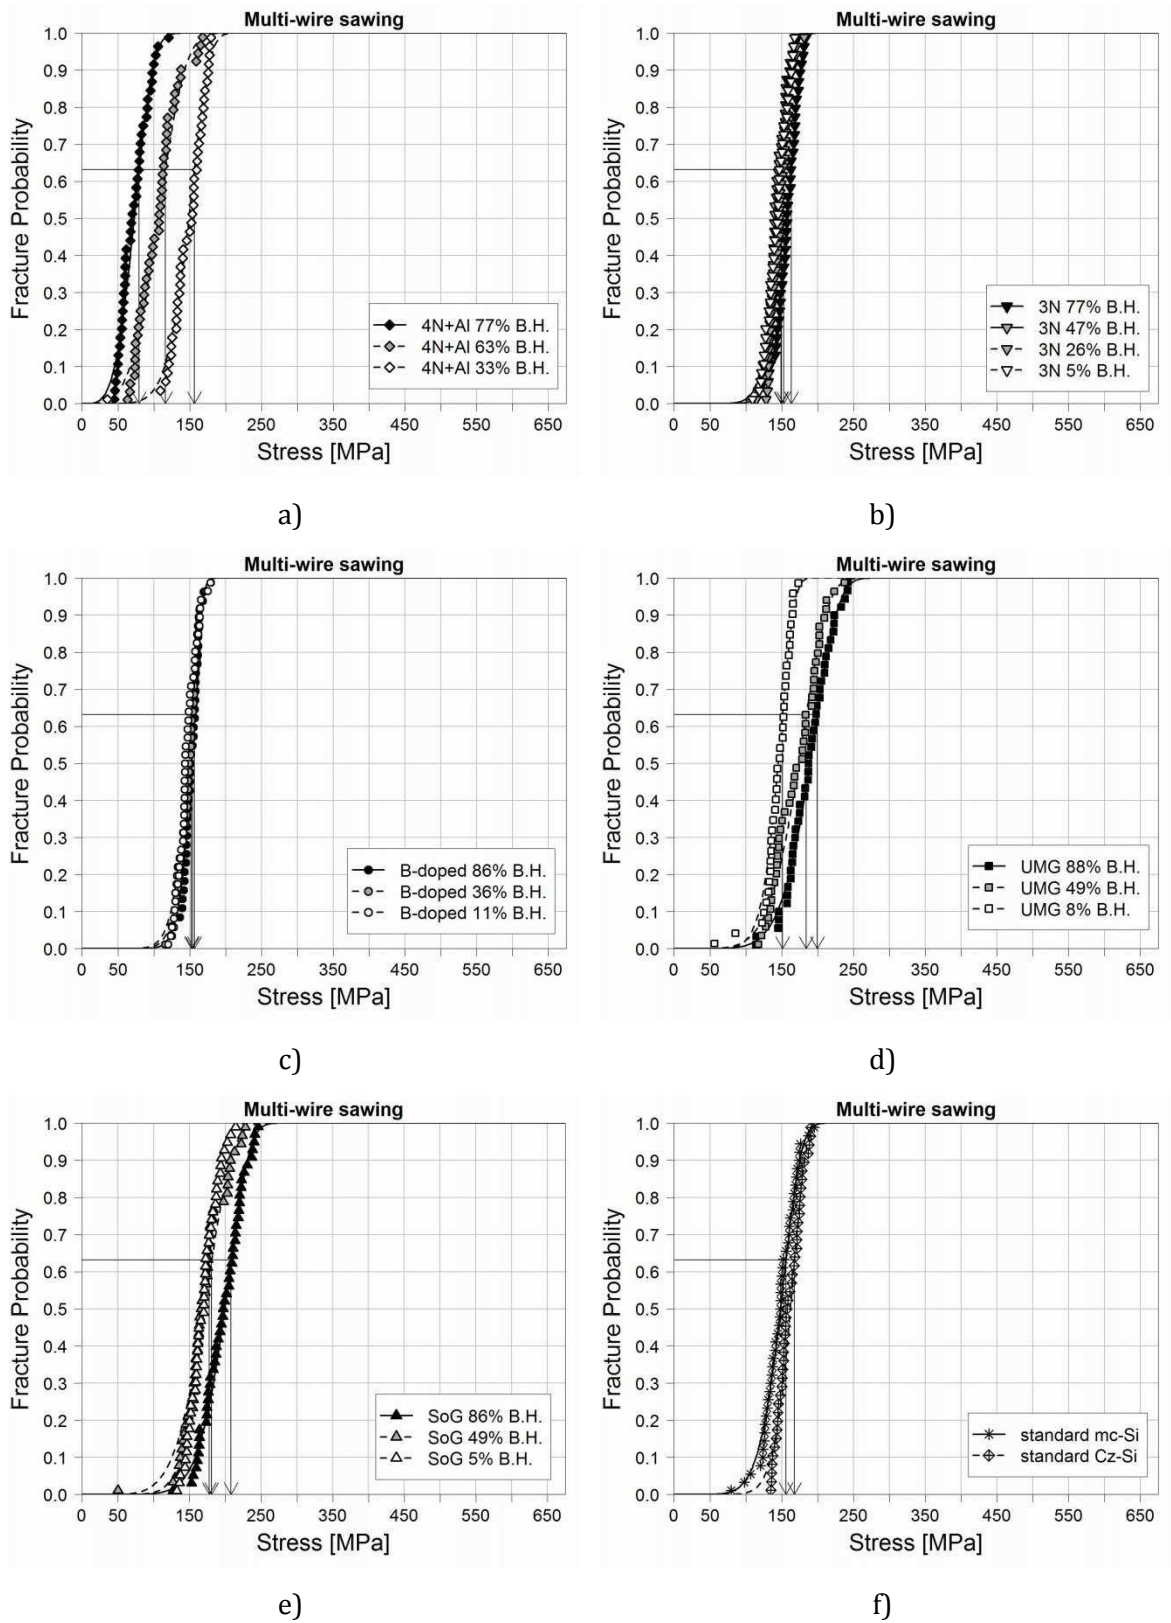 Multi-wire sawing
1.0
0.9
0.8
0.7
0.6
0.5
0.4
0.3
0.2
0.1
0.0
Fracture Probability
4N+Al 77% B.H.
4N+Al 63% B.H.
4N+Al 33% B.H.
0 50 150 250 350 450 550 650
Stress [MPa]
a)
Multi-wire sawing
1.0
0.9
0.8
0.7
0.6
0.5
0.4
0.3
0.2
0.1
0.0
Fracture Probability
3N 77% B.H.
3N 47% B.H.
3N 26% B.H.
3N 5% B.H.
0 50 150 250 350 450 550 650
Stress [MPa]
b)
Multi-wire sawing
1.0
0.9
0.8
0.7
0.6
0.5
0.4
0.3
0.2
0.1
0.0
Fracture Probability
B-doped 86% B.H.
B-doped 36% B.H.
B-doped 11% B.H.
0 50 150 250 350 450 550 650
Stress [MPa]
c)
Multi-wire sawing
1.0
0.9
0.8
0.7
0.6
0.5
0.4
0.3
0.2
0.1
0.0
Fracture Probability
UMG 88% B.H.
UMG 49% B.H.
UMG 8% B.H.
0 50 150 250 350 450 550 650
Stress [MPa]
d)
Multi-wire sawing
1.0
0.9
0.8
0.7
0.6
0.5
0.4
0.3
0.2
0.1
0.0
Fracture Probability
SoG 86% B.H.
SoG 49% B.H.
SoG 5% B.H.
0 50 150 250 350 450 550 650
Stress [MPa]
e)
Multi-wire sawing
1.0
0.9
0.8
0.7
0.6
0.5
0.4
0.3
0.2
0.1
0.0
Fracture Probability
standard mc-Si
standard Cz-Si
0 50 150 250 350 450 550 650
Stress [MPa]
f)